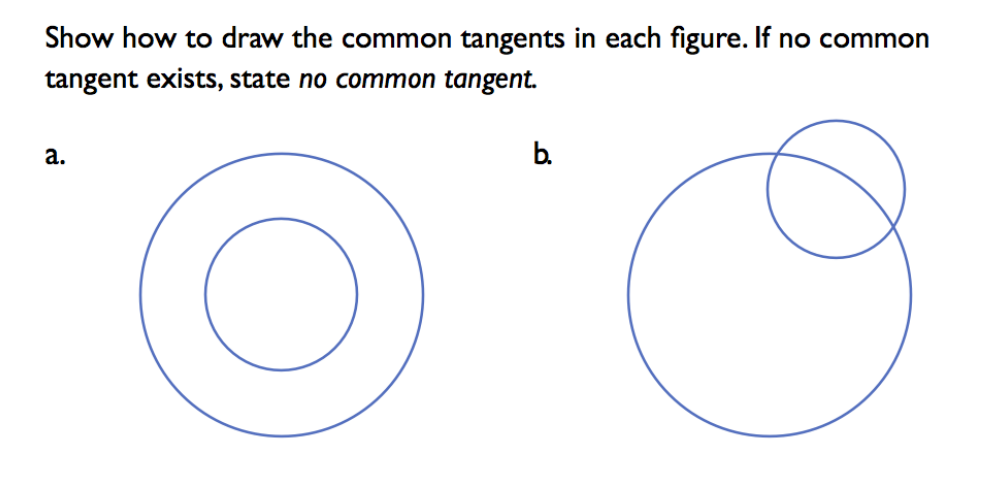 Show how to draw the common tangents in each figure. If no common
tangent exists, state no common tangent.
a.
b.